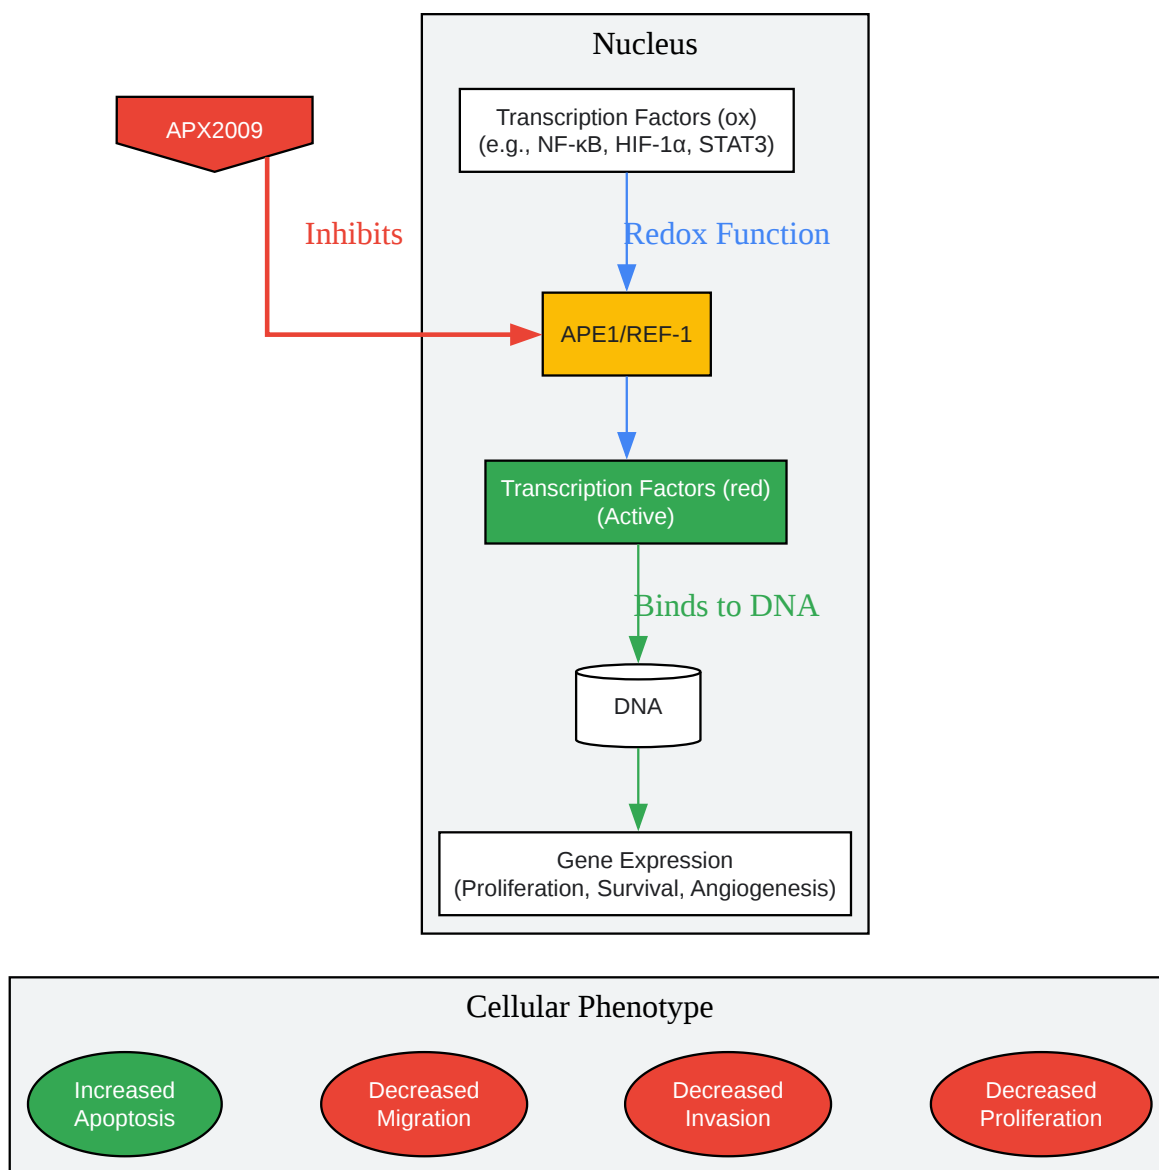 Nucleus
Transcription Factors (ox)
(e.g., NF-κB, HIF-1α, STAT3)
APX2009
Inhibits
Redox Function
APE1/REF-1
Transcription Factors (red)
(Active)
Binds to DNA
DNA
Gene Expression
(Proliferation, Survival, Angiogenesis)
Cellular Phenotype
Increased
Apoptosis
Decreased
Migration
Decreased
Invasion
Decreased
Proliferation